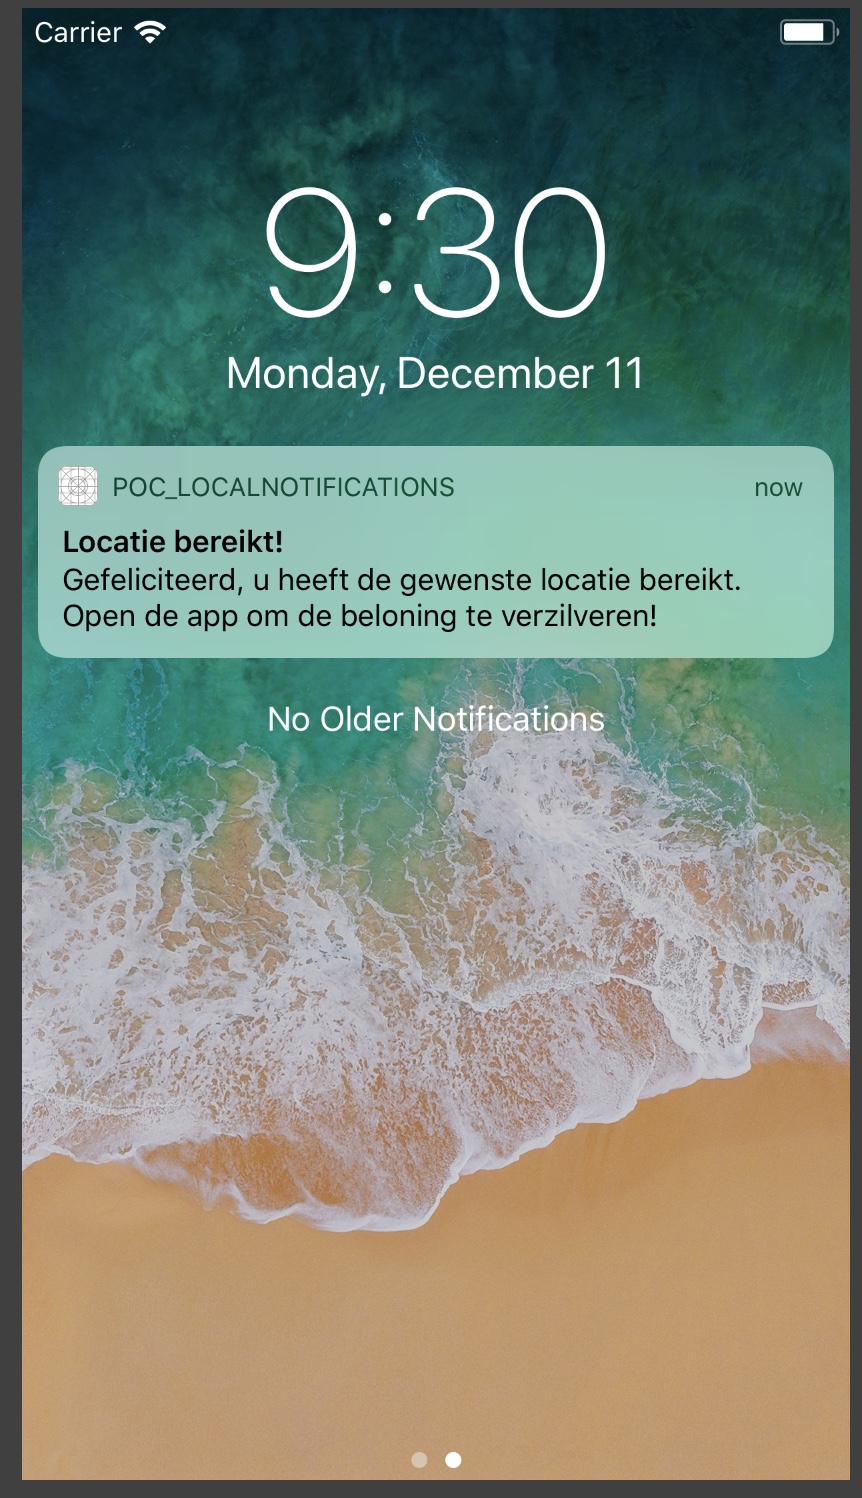 Carrier
9:30
Monday, December 11
POC_LOCALNOTIFICATIONS now
Locatie bereikt!
Gefeliciteerd, u heeft de gewenste locatie bereikt.
Open de app om de beloning te verzilveren!
No Older Notifications